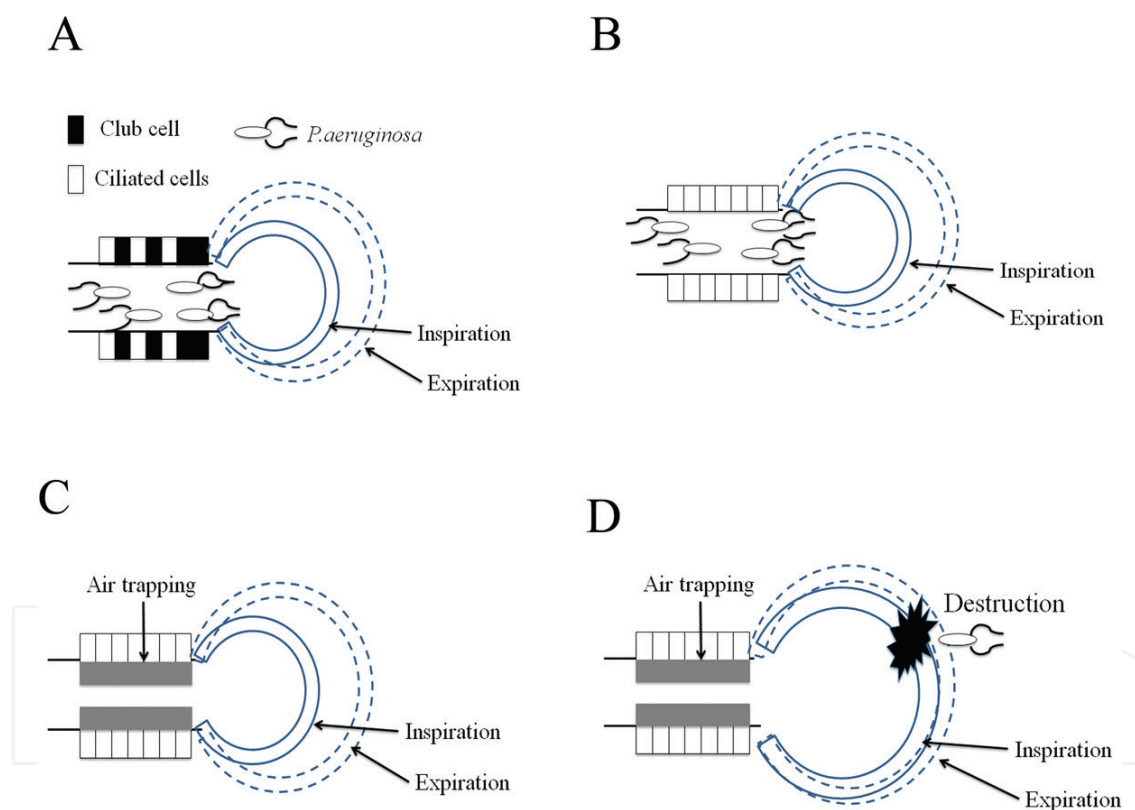 A
Club cell
P.aeruginosa
Ciliated cells
Inspiration
Expiration
B
Inspiration
Expiration
C
Air trapping
Inspiration
Expiration
D
Air trapping
Destruction
Inspiration
Expiration